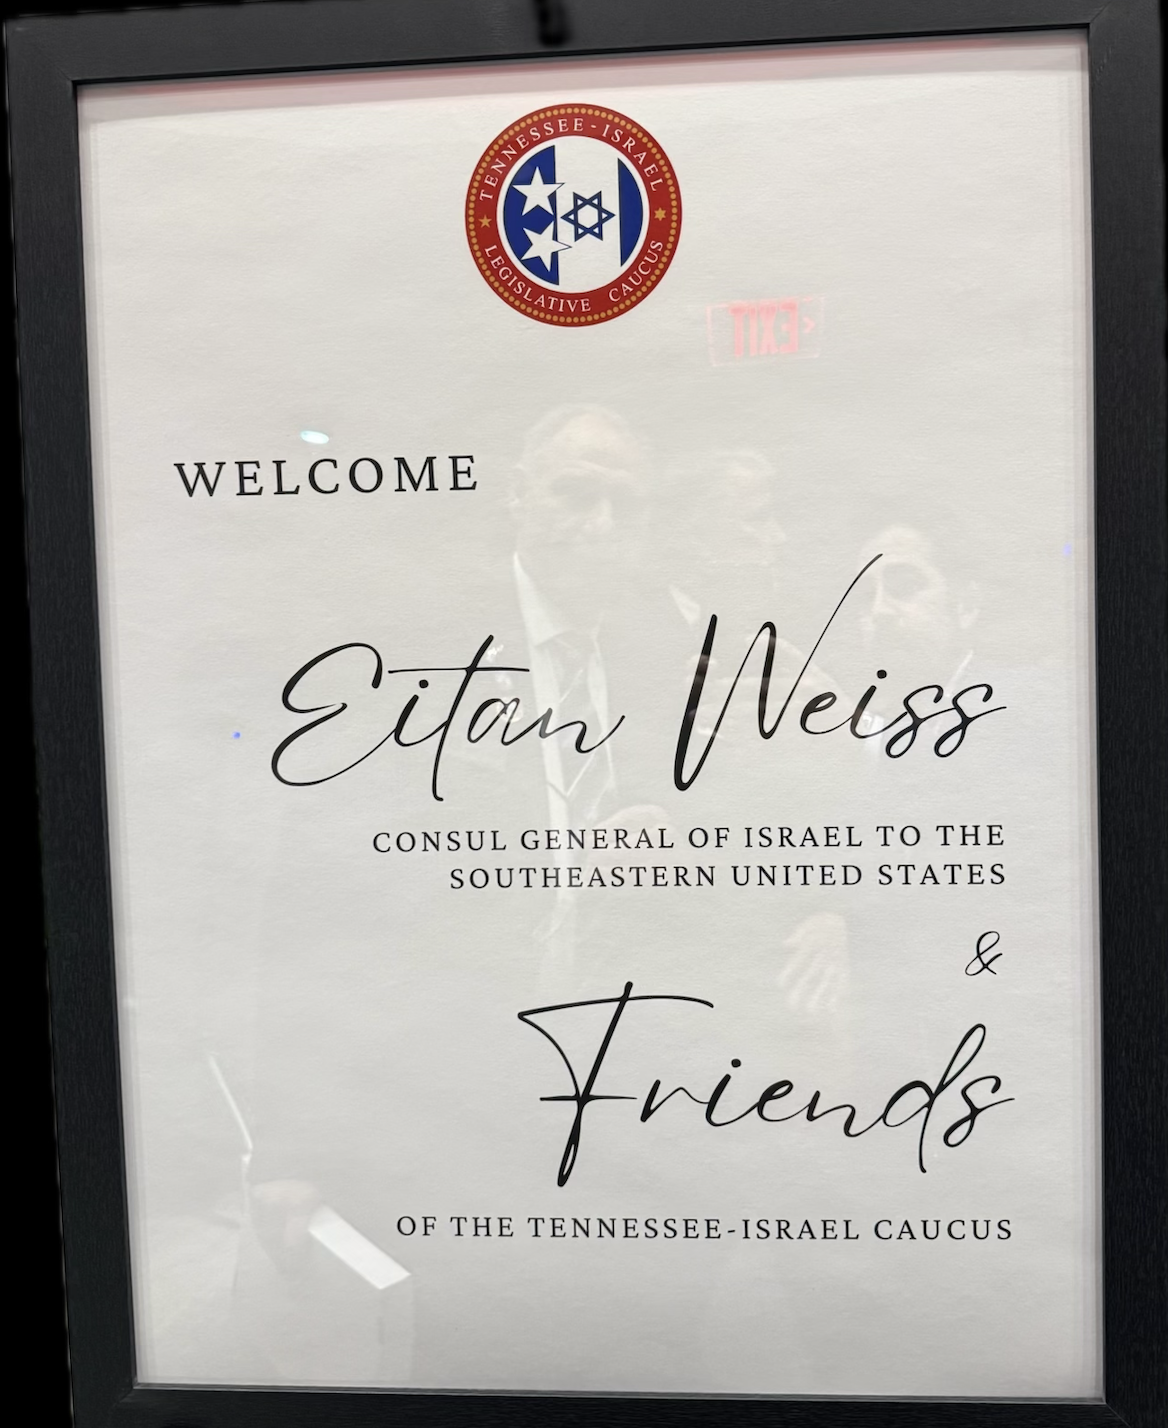 TENNESSEE-ISRAEL
LEGISLATIVE CAUCUS
EXIT
WELCOME
Eitan Weiss
CONSUL GENERAL OF ISRAEL TO THE
SOUTHEASTERN UNITED STATES
&
Friends
OF THE TENNESSEE-ISRAEL CAUCUS